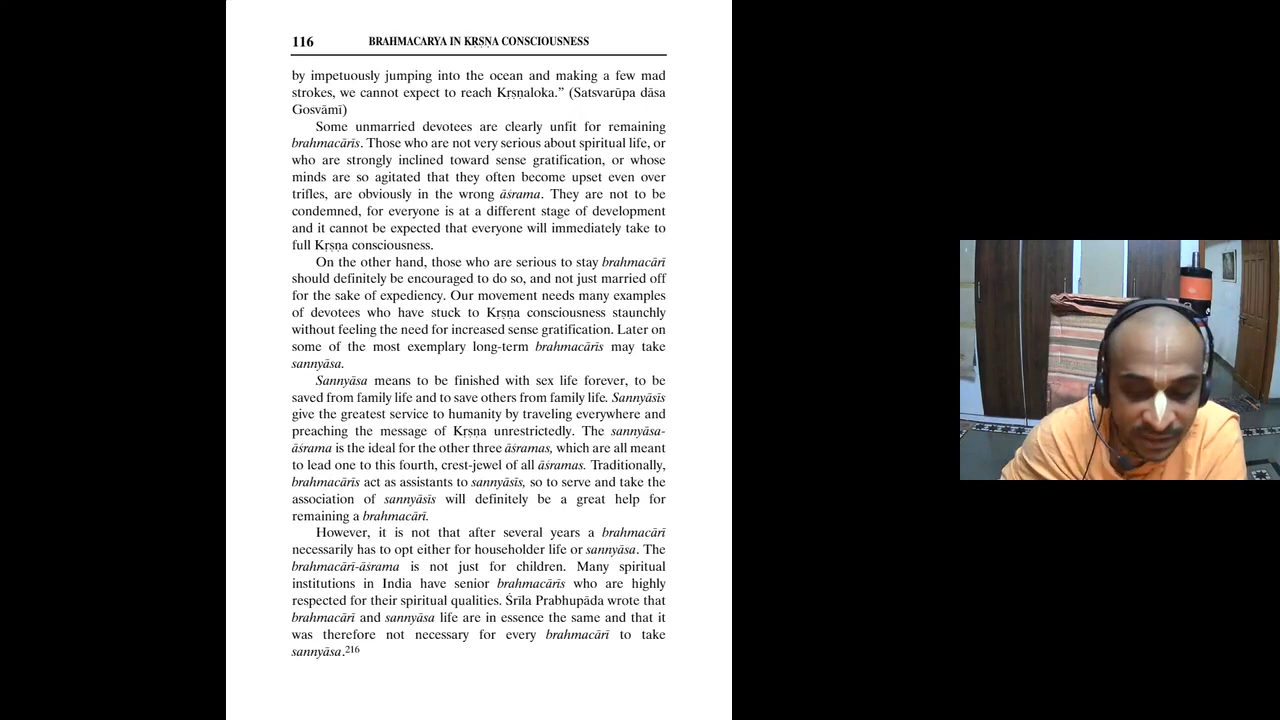 116 BRAHMACARYA IN KṚṢṆA CONSCIOUSNESS
by impetuously jumping into the ocean and making a few mad
strokes, we cannot expect to reach Kṛṣṇaloka.” (Satsvarūpa dāsa
Gosvāmī)
Some unmarried devotees are clearly unfit for remaining
brahmacārīs. Those who are not very serious about spiritual life, or
who are strongly inclined toward sense gratification, or whose
minds are so agitated that they often become upset even over
trifles, are obviously in the wrong āśrama. They are not to be
condemned, for everyone is at a different stage of development
and it cannot be expected that everyone will immediately take to
full Kṛṣṇa consciousness.
On the other hand, those who are serious to stay brahmacārī
should definitely be encouraged to do so, and not just married off
for the sake of expediency. Our movement needs many examples
of devotees who have stuck to Kṛṣṇa consciousness staunchly
without feeling the need for increased sense gratification. Later on
some of the most exemplary long-term brahmacārīs may take
sannyāsa.
Sannyāsa means to be finished with sex life forever, to be
saved from family life and to save others from family life. Sannyāsīs
give the greatest service to humanity by traveling everywhere and
preaching the message of Kṛṣṇa unrestrictedly. The sannyāsa-
āśrama is the ideal for the other three āśramas, which are all meant
to lead one to this fourth, crest-jewel of all āśramas. Traditionally,
brahmacārīs act as assistants to sannyāsīs, so to serve and take the
association of sannyāsīs will definitely be a great help for
remaining a brahmacārī.
However, it is not that after several years a brahmacārī
necessarily has to opt either for householder life or sannyāsa. The
brahmacārī-āśrama is not just for children. Many spiritual
institutions in India have senior brahmacārīs who are highly
respected for their spiritual qualities. Śrīla Prabhupāda wrote that
brahmacārī and sannyāsa life are in essence the same and that it
was therefore not necessary for every brahmacārī to take
sannyāsa.216